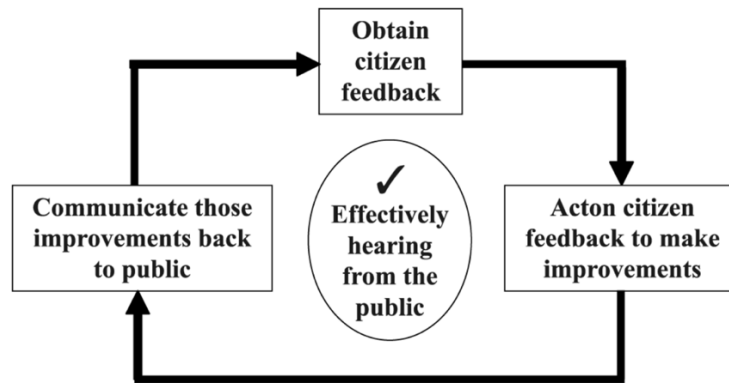 Obtain
citizen
feedback
Communicate those
improvements back
to public
✓
Effectively
hearing
from the
public
Acton citizen
feedback to make
improvements